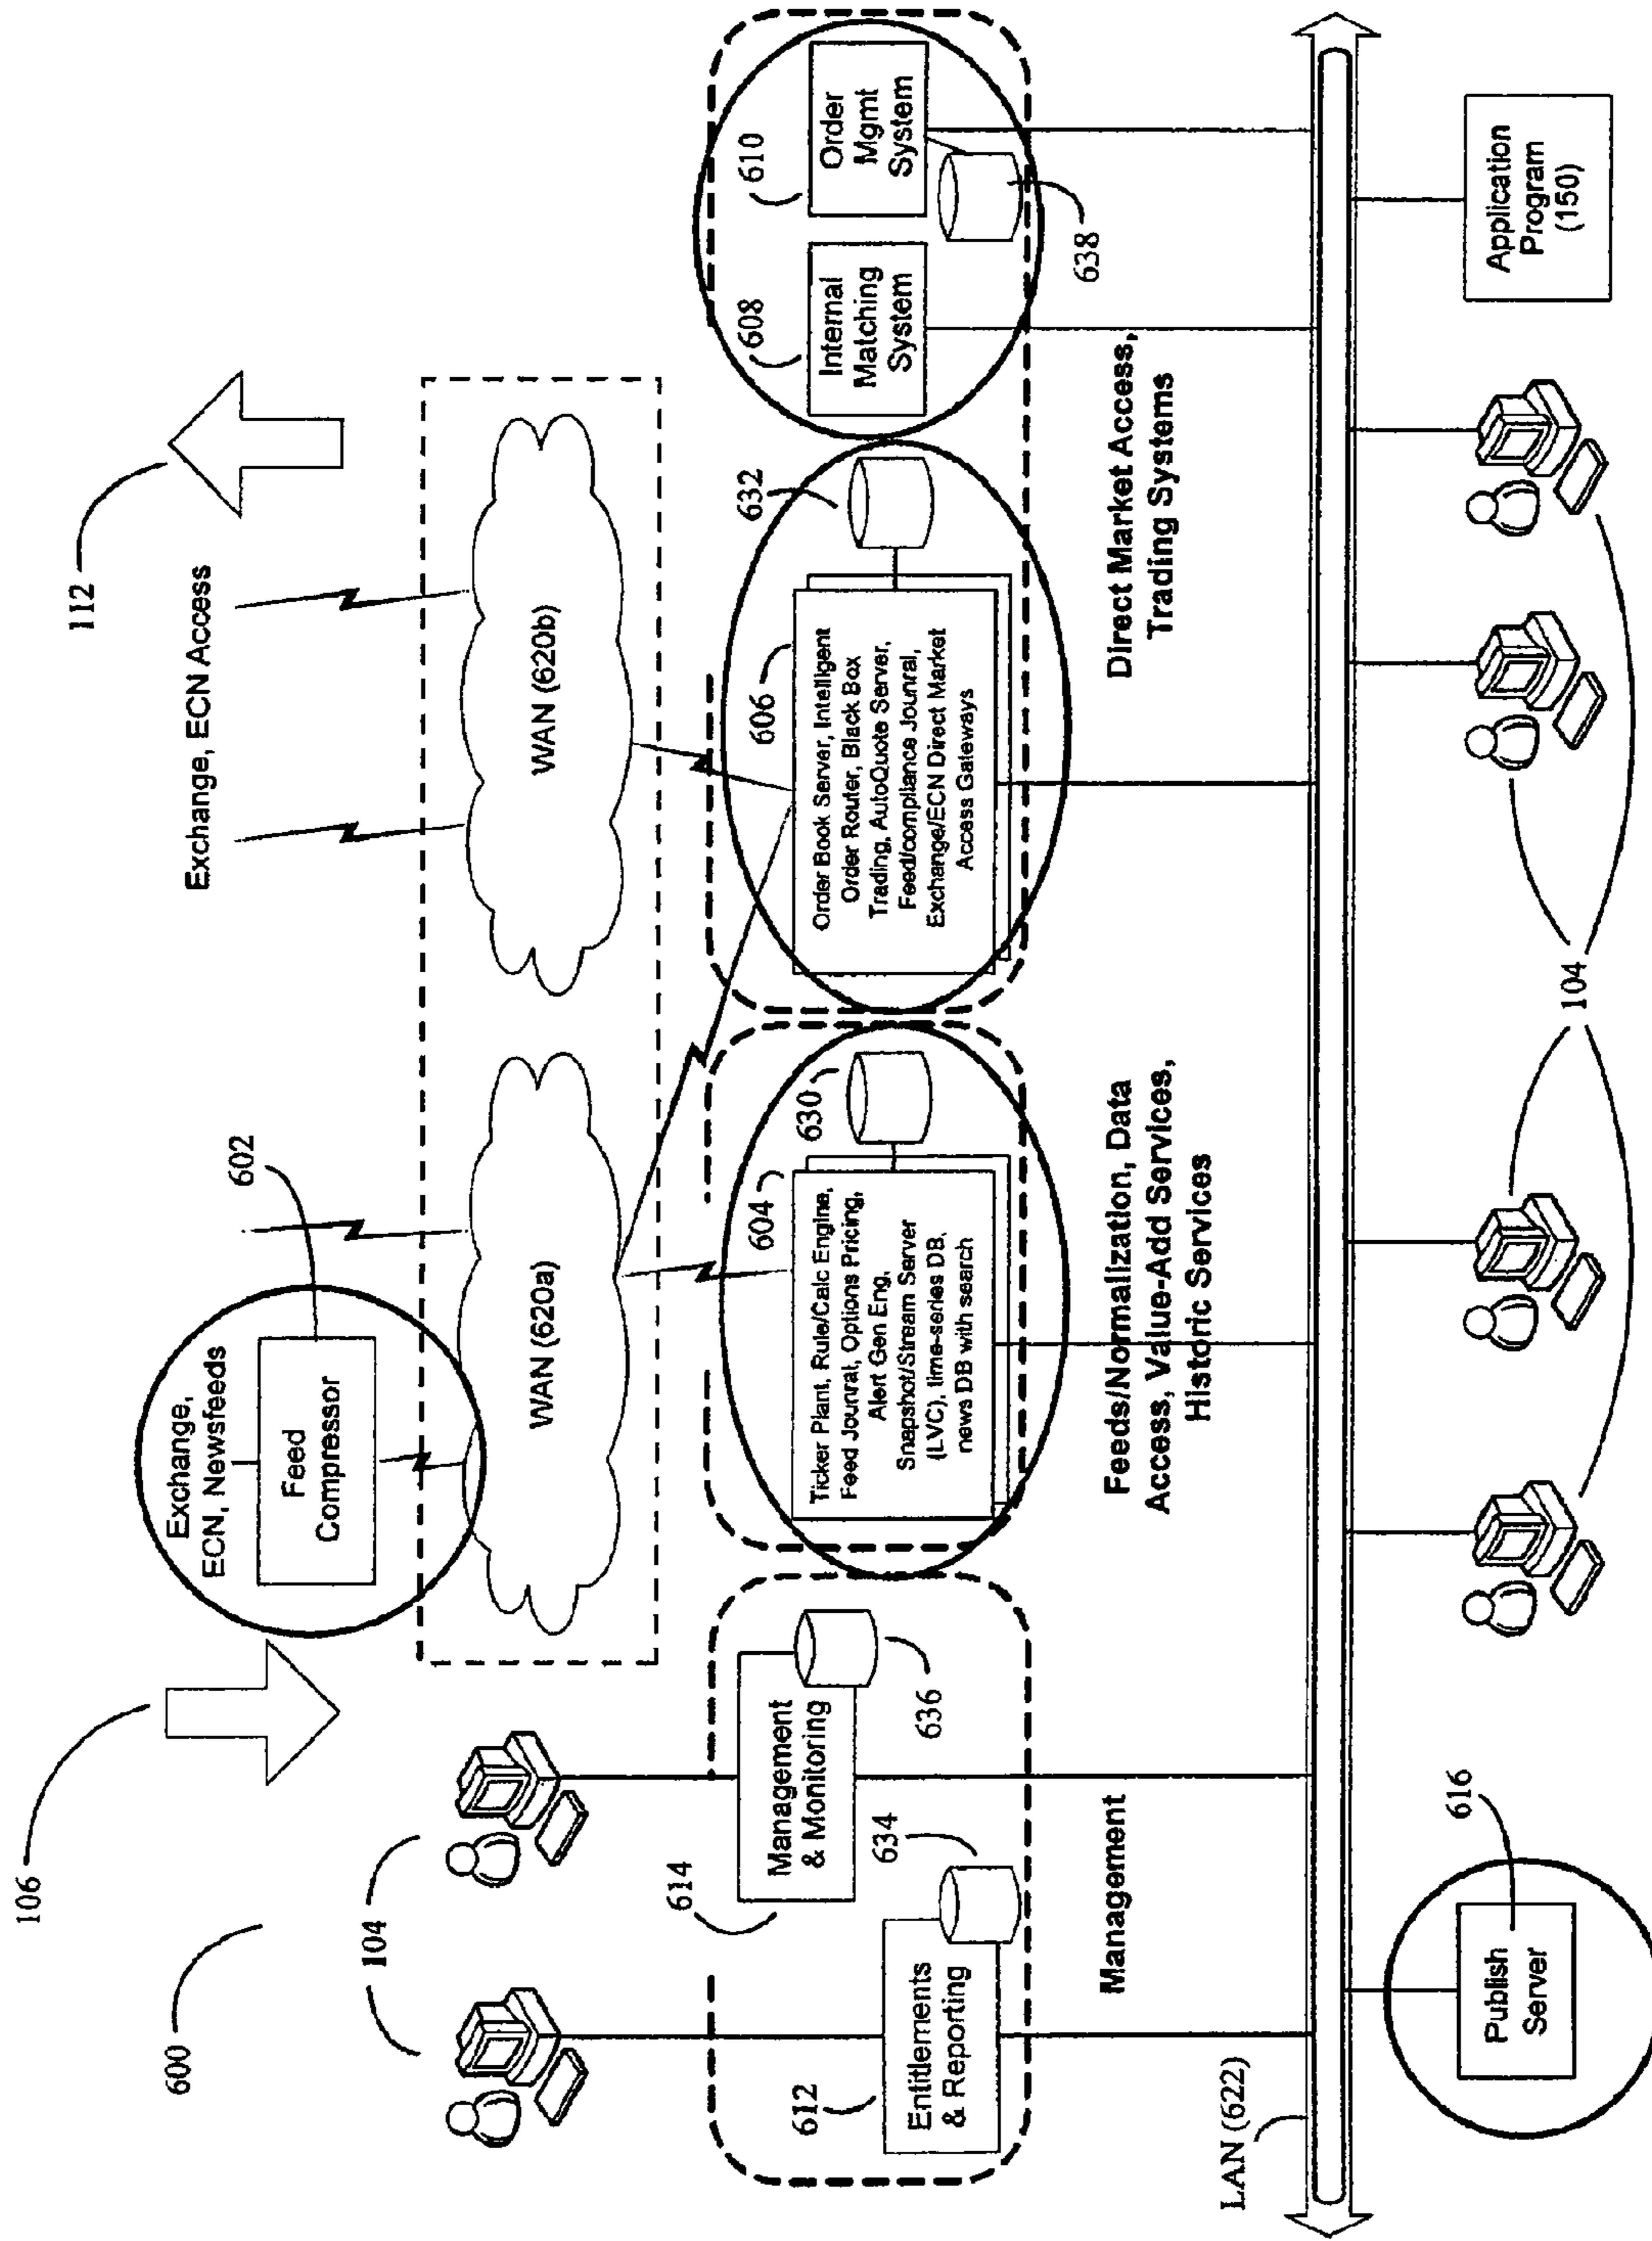 600
106
112
104
Exchange,
ECN, Newsfeeds
Feed
Compressor
602
Exchange, ECN Access
WAN (620a)
WAN (620b)
614
Management
& Monitoring
636
612
Entitlements
& Reporting
634
604
Ticker Plant, Rule/Calc Engine,
Feed Jounral, Options Pricing,
Alert Gen Eng,
Snapshot/Stream Server
(LVC), time-series DB,
news DB with search
630
606
Order Book Server, Intelligent
Order Router, Black Box
Trading, AutoQuote Server,
Feed/compliance Jounral,
Exchange/ECN Direct Market
Access Gateways
632
608
Internal
Matching
System
610
Order
Mgmt
System
638
Management
Feeds/Normalization, Data
Access, Value-Add Services,
Historic Services
Direct Market Access,
Trading Systems
LAN (622)
Publish
Server
616
104
Application
Program
(150)